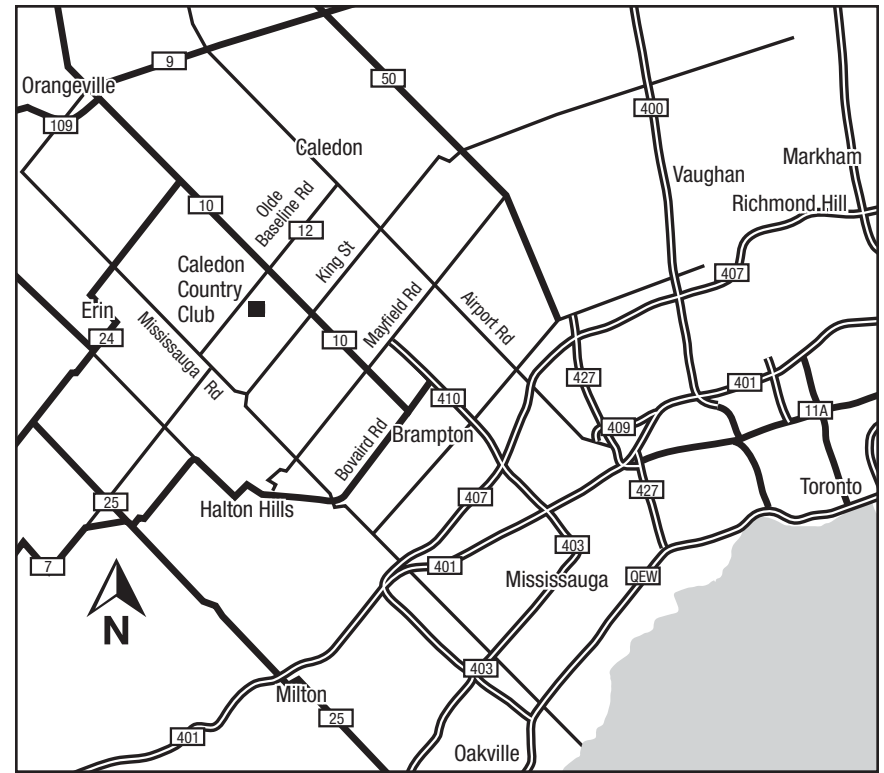 9
50
Orangeville
109
400
Caledon
Markham
Vaughan
Richmond Hill
10
Olde
Baseline Rd
12
King St
Caledon
Country
Club
407
Erin
24
Mississauga Rd
10
Mayfield Rd
Airport Rd
427
401
410
409
11A
Bovaird Rd
Brampton
25
Halton Hills
407
427
Toronto
403
7
401
Mississauga
QEW
N
403
Milton
25
401
Oakville